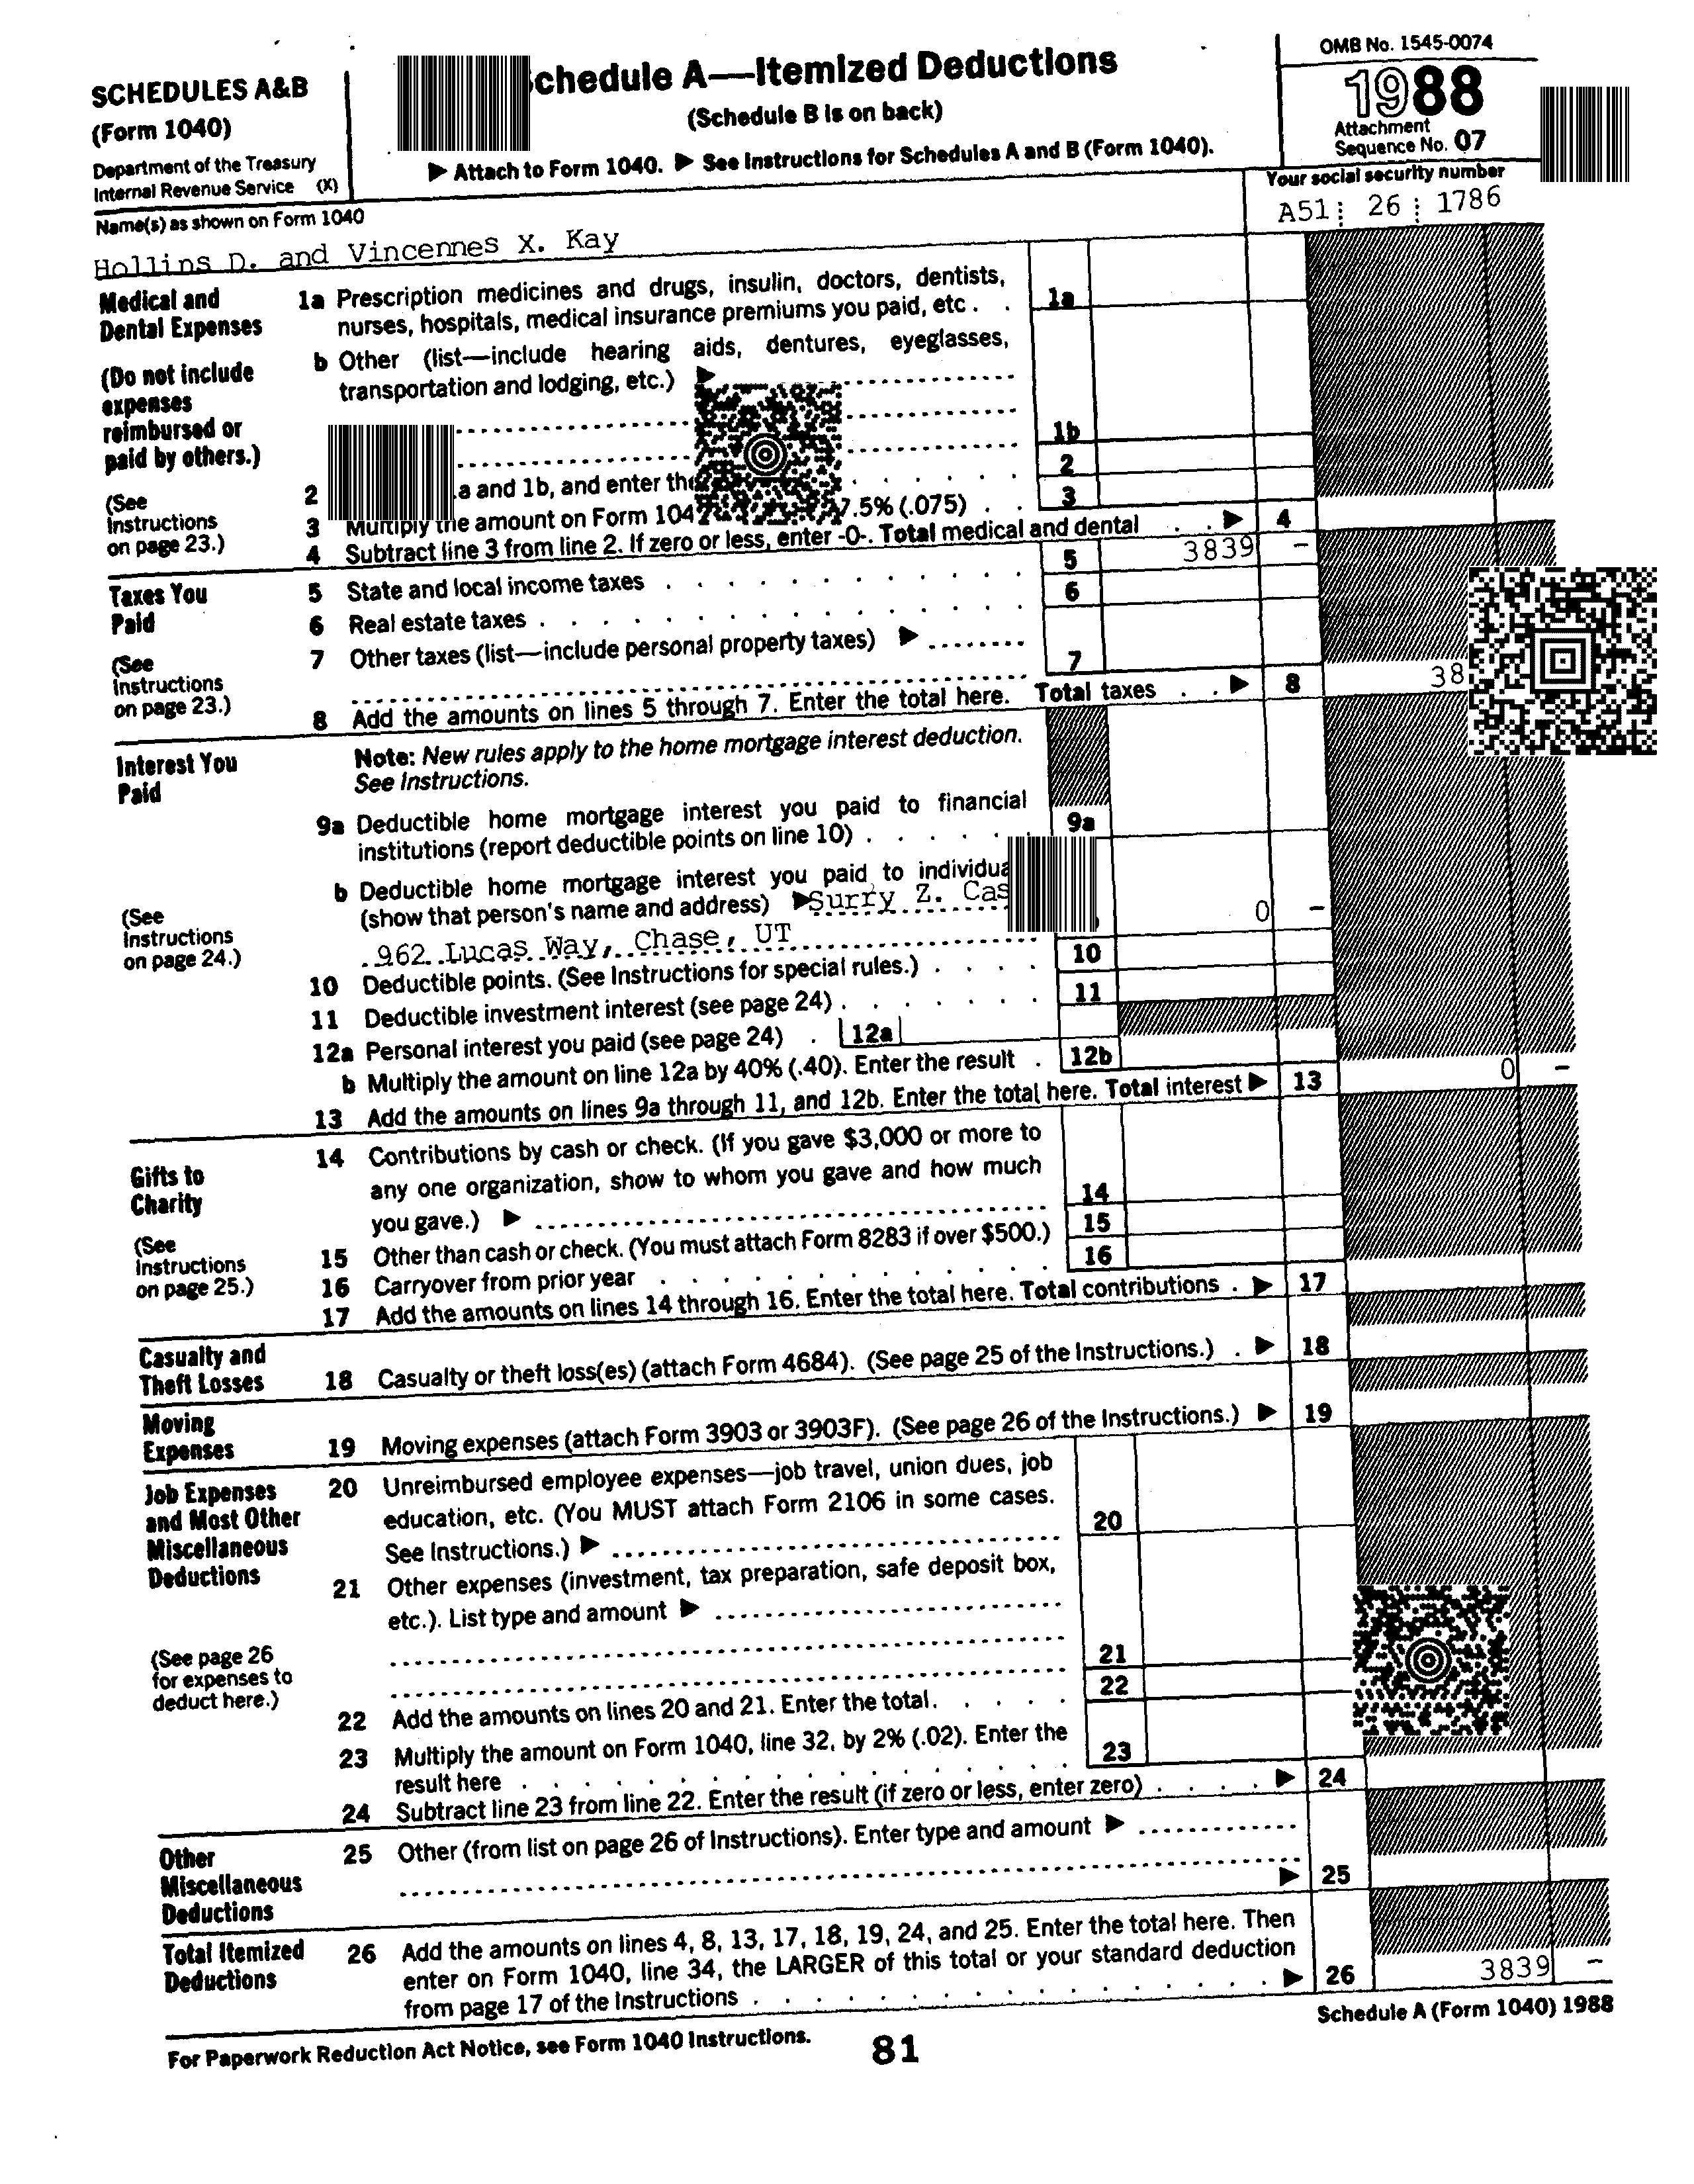 SCHEDULES A&B
(Form 1040)
Department of the Treasury
Internal Revenue Service (X)
chedule A—Itemized Deductions
(Schedule B is on back)
▶ Attach to Form 1040. ▶ See Instructions for Schedules A and B (Form 1040).
OMB No. 1545-0074
1988
Attachment
Sequence No. 07
Name(s) as shown on Form 1040
Your social security number
Hollins D. and Vincennes X. Kay
A51 26 1786
Medical and
Dental Expenses
(Do not include
expenses
reimbursed or
paid by others.)
(See
Instructions
on page 23.)
1a Prescription medicines and drugs, insulin, doctors, dentists,
nurses, hospitals, medical insurance premiums you paid, etc . . 1a
b Other (list—include hearing aids, dentures, eyeglasses,
transportation and lodging, etc.) ▶
1b
2 a and 1b, and enter the 2
3 Multiply the amount on Form 104 7.5% (.075) . . 3
4 Subtract line 3 from line 2. If zero or less, enter -0-. Total medical and dental . . ▶ 4
Taxes You
Paid
(See
Instructions
on page 23.)
5 State and local income taxes 5 3839 –
6 Real estate taxes 6
7 Other taxes (list—include personal property taxes) ▶
7
8 Add the amounts on lines 5 through 7. Enter the total here. Total taxes . . ▶ 8 38
Interest You
Paid
(See
Instructions
on page 24.)
Note: New rules apply to the home mortgage interest deduction.
See Instructions.
9a Deductible home mortgage interest you paid to financial
institutions (report deductible points on line 10) 9a
b Deductible home mortgage interest you paid to
(show that person's name and address) ▶ Surry Z.
962 Lucas Way, Chase, UT 0 –
10 Deductible points. (See Instructions for special rules.) 10
11 Deductible investment interest (see page 24) 11
12a Personal interest you paid (see page 24) . 12a
b Multiply the amount on line 12a by 40% (.40). Enter the result . 12b
13 Add the amounts on lines 9a through 11, and 12b. Enter the total here. Total interest ▶ 13 0 –
Gifts to
Charity
(See
Instructions
on page 25.)
14 Contributions by cash or check. (If you gave $3,000 or more to
any one organization, show to whom you gave and how much
you gave.) ▶ 14
15 Other than cash or check. (You must attach Form 8283 if over $500.) 15
16 Carryover from prior year 16
17 Add the amounts on lines 14 through 16. Enter the total here. Total contributions . ▶ 17
Casualty and
Theft Losses
18 Casualty or theft loss(es) (attach Form 4684). (See page 25 of the Instructions.) . ▶ 18
Moving
Expenses
19 Moving expenses (attach Form 3903 or 3903F). (See page 26 of the Instructions.) ▶ 19
Job Expenses
and Most Other
Miscellaneous
Deductions
(See page 26
for expenses to
deduct here.)
20 Unreimbursed employee expenses—job travel, union dues, job
education, etc. (You MUST attach Form 2106 in some cases.
See Instructions.) ▶ 20
21 Other expenses (investment, tax preparation, safe deposit box,
etc.). List type and amount ▶
21
22 Add the amounts on lines 20 and 21. Enter the total. 22
23 Multiply the amount on Form 1040, line 32, by 2% (.02). Enter the
result here 23
24 Subtract line 23 from line 22. Enter the result (if zero or less, enter zero) . . . . ▶ 24
Other
Miscellaneous
Deductions
25 Other (from list on page 26 of Instructions). Enter type and amount ▶
▶ 25
Total Itemized
Deductions
26 Add the amounts on lines 4, 8, 13, 17, 18, 19, 24, and 25. Enter the total here. Then
enter on Form 1040, line 34, the LARGER of this total or your standard deduction
from page 17 of the Instructions ▶ 26 3839 –
For Paperwork Reduction Act Notice, see Form 1040 Instructions.
81
Schedule A (Form 1040) 1988